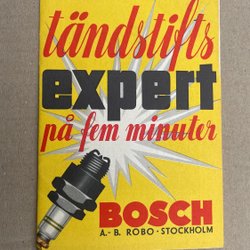 tändstifts
expert
på fem minuter
BOSCH
A.-B. ROBO · STOCKHOLM